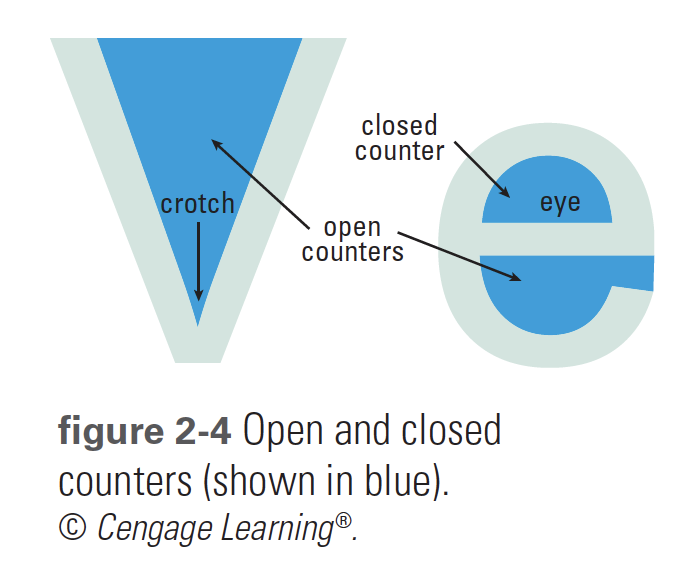 closed
counter
eye
crotch
open
counters
figure 2-4 Open and closed
counters (shown in blue).
© Cengage Learning®.